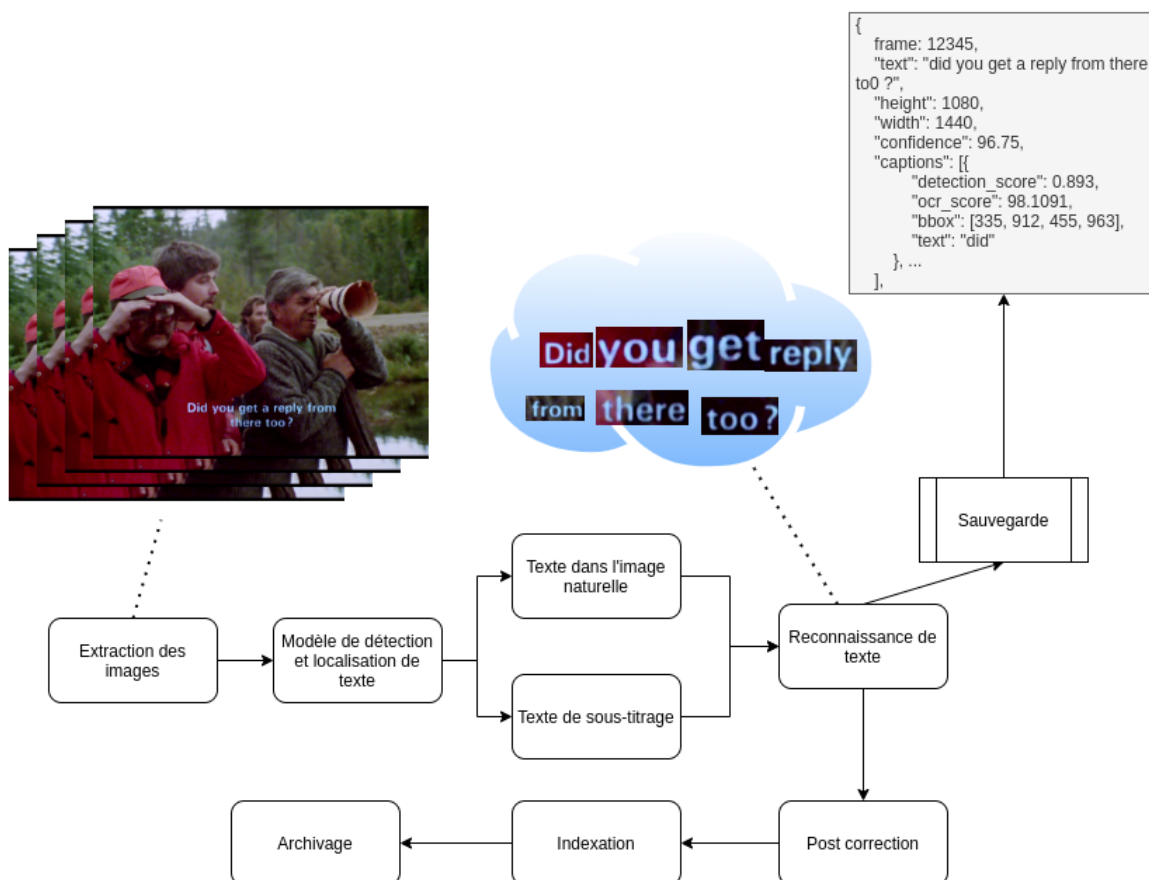 {
frame: 12345,
"text": "did you get a reply from there
to0 ?",
"height": 1080,
"width": 1440,
"confidence": 96.75,
"captions": [{
"detection_score": 0.893,
"ocr_score": 98.1091,
"bbox": [335, 912, 455, 963],
"text": "did"
}, ...
],
Did you get a reply from
there too?
Did you get reply
from there too?
Sauvegarde
Extraction des
images
Modèle de détection
et localisation de
texte
Texte dans l'image
naturelle
Texte de sous-titrage
Reconnaissance de
texte
Archivage
Indexation
Post correction